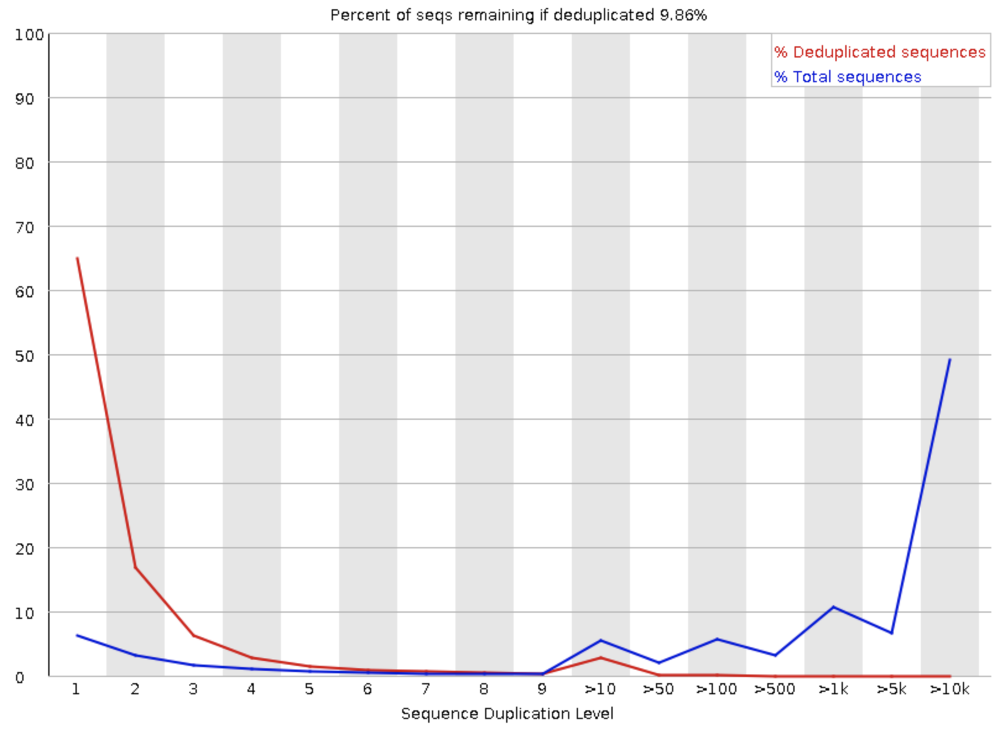 Percent of seqs remaining if deduplicated 9.86%
% Deduplicated sequences
% Total sequences
100
90
80
70
60
50
40
30
20
10
0
1 2 3 4 5 6 7 8 9 >10 >50 >100 >500 >1k >5k >10k
Sequence Duplication Level